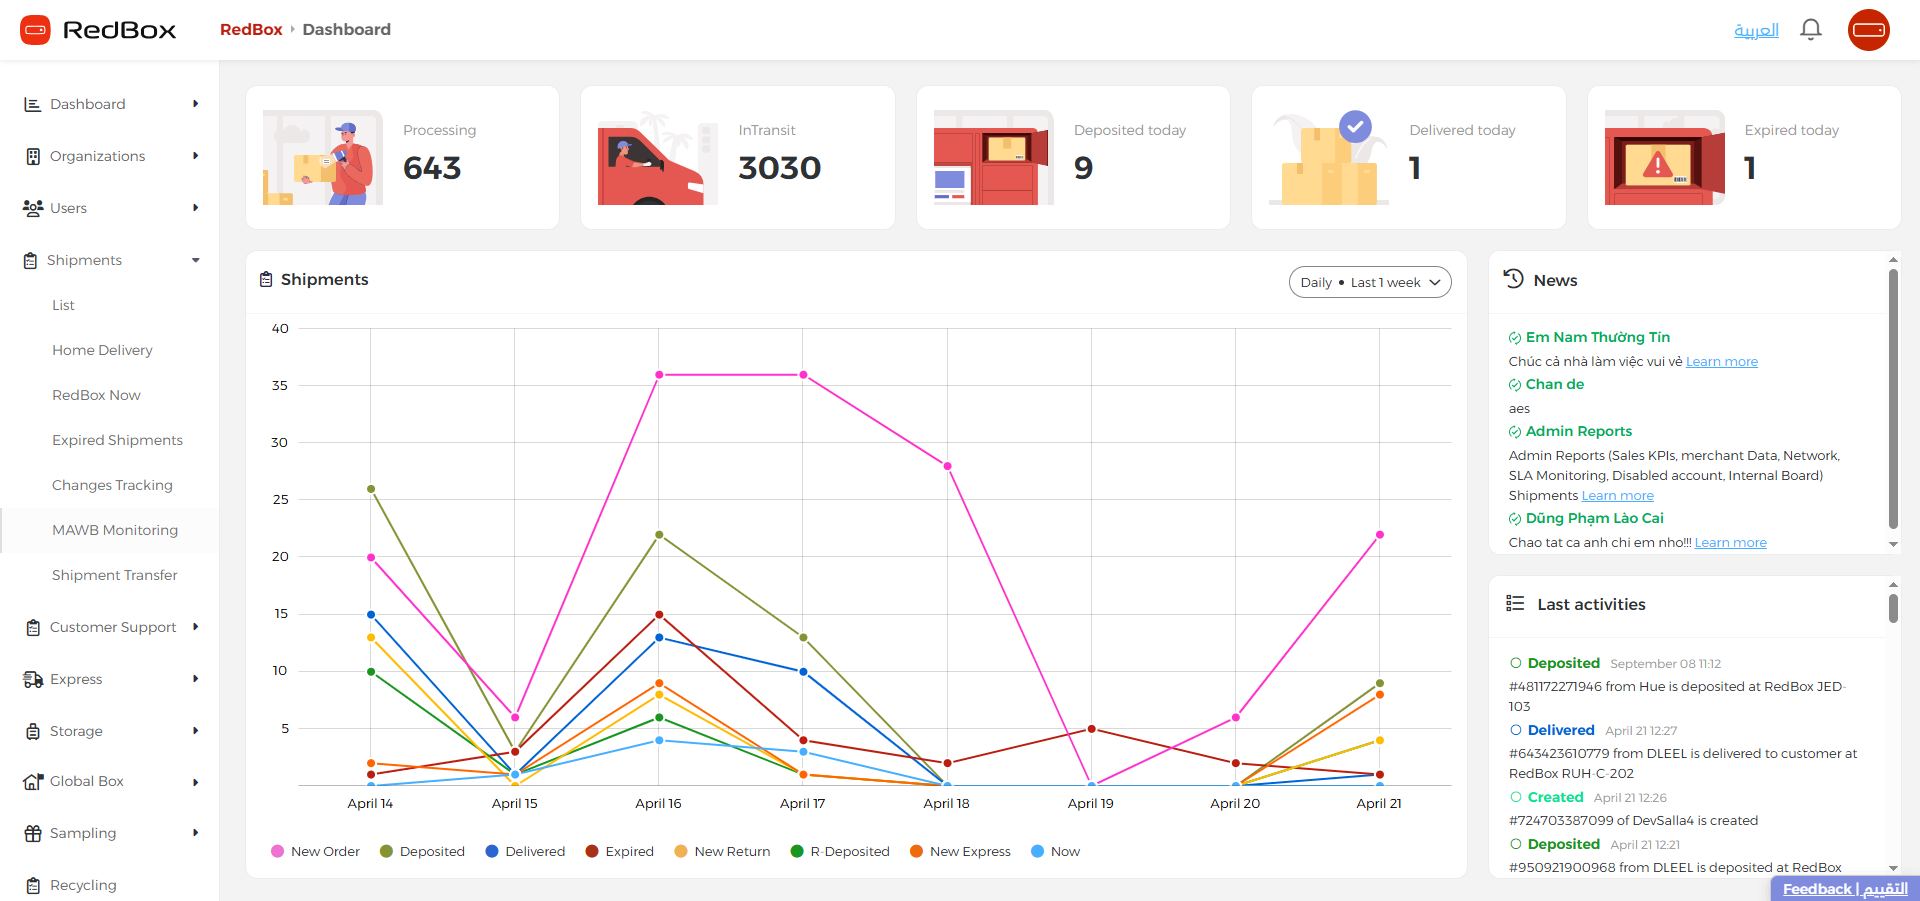 RedBox
RedBox
Dashboard
العربية
Dashboard
Organizations
Users
Shipments
List
Home Delivery
RedBox Now
Expired Shipments
Changes Tracking
MAWB Monitoring
Shipment Transfer
Customer Support
Express
Storage
Global Box
Sampling
Recycling
Processing
643
InTransit
3030
Deposited today
9
Delivered today
1
Expired today
1
Shipments
Daily • Last 1 week
40
35
30
25
20
15
10
5
April 14
April 15
April 16
April 17
April 18
April 19
April 20
April 21
New Order
Deposited
Delivered
Expired
New Return
R-Deposited
New Express
Now
News
Em Nam Thường Tín
Chúc cả nhà làm việc vui vẻ Learn more
Chan de
aes
Admin Reports
Admin Reports (Sales KPIs, merchant Data, Network,
SLA Monitoring, Disabled account, Internal Board)
Shipments Learn more
Dũng Phạm Lào Cai
Chao tat ca anh chi em nho!!! Learn more
Last activities
Deposited September 08 11:12
#481172271946 from Hue is deposited at RedBox JED-
103
Delivered April 21 12:27
#643423610779 from DLEEL is delivered to customer at
RedBox RUH-C-202
Created April 21 12:26
#724703387099 of DevSalla4 is created
Deposited April 21 12:21
#950921900968 from DLEEL is deposited at RedBox
Feedback | التقييم